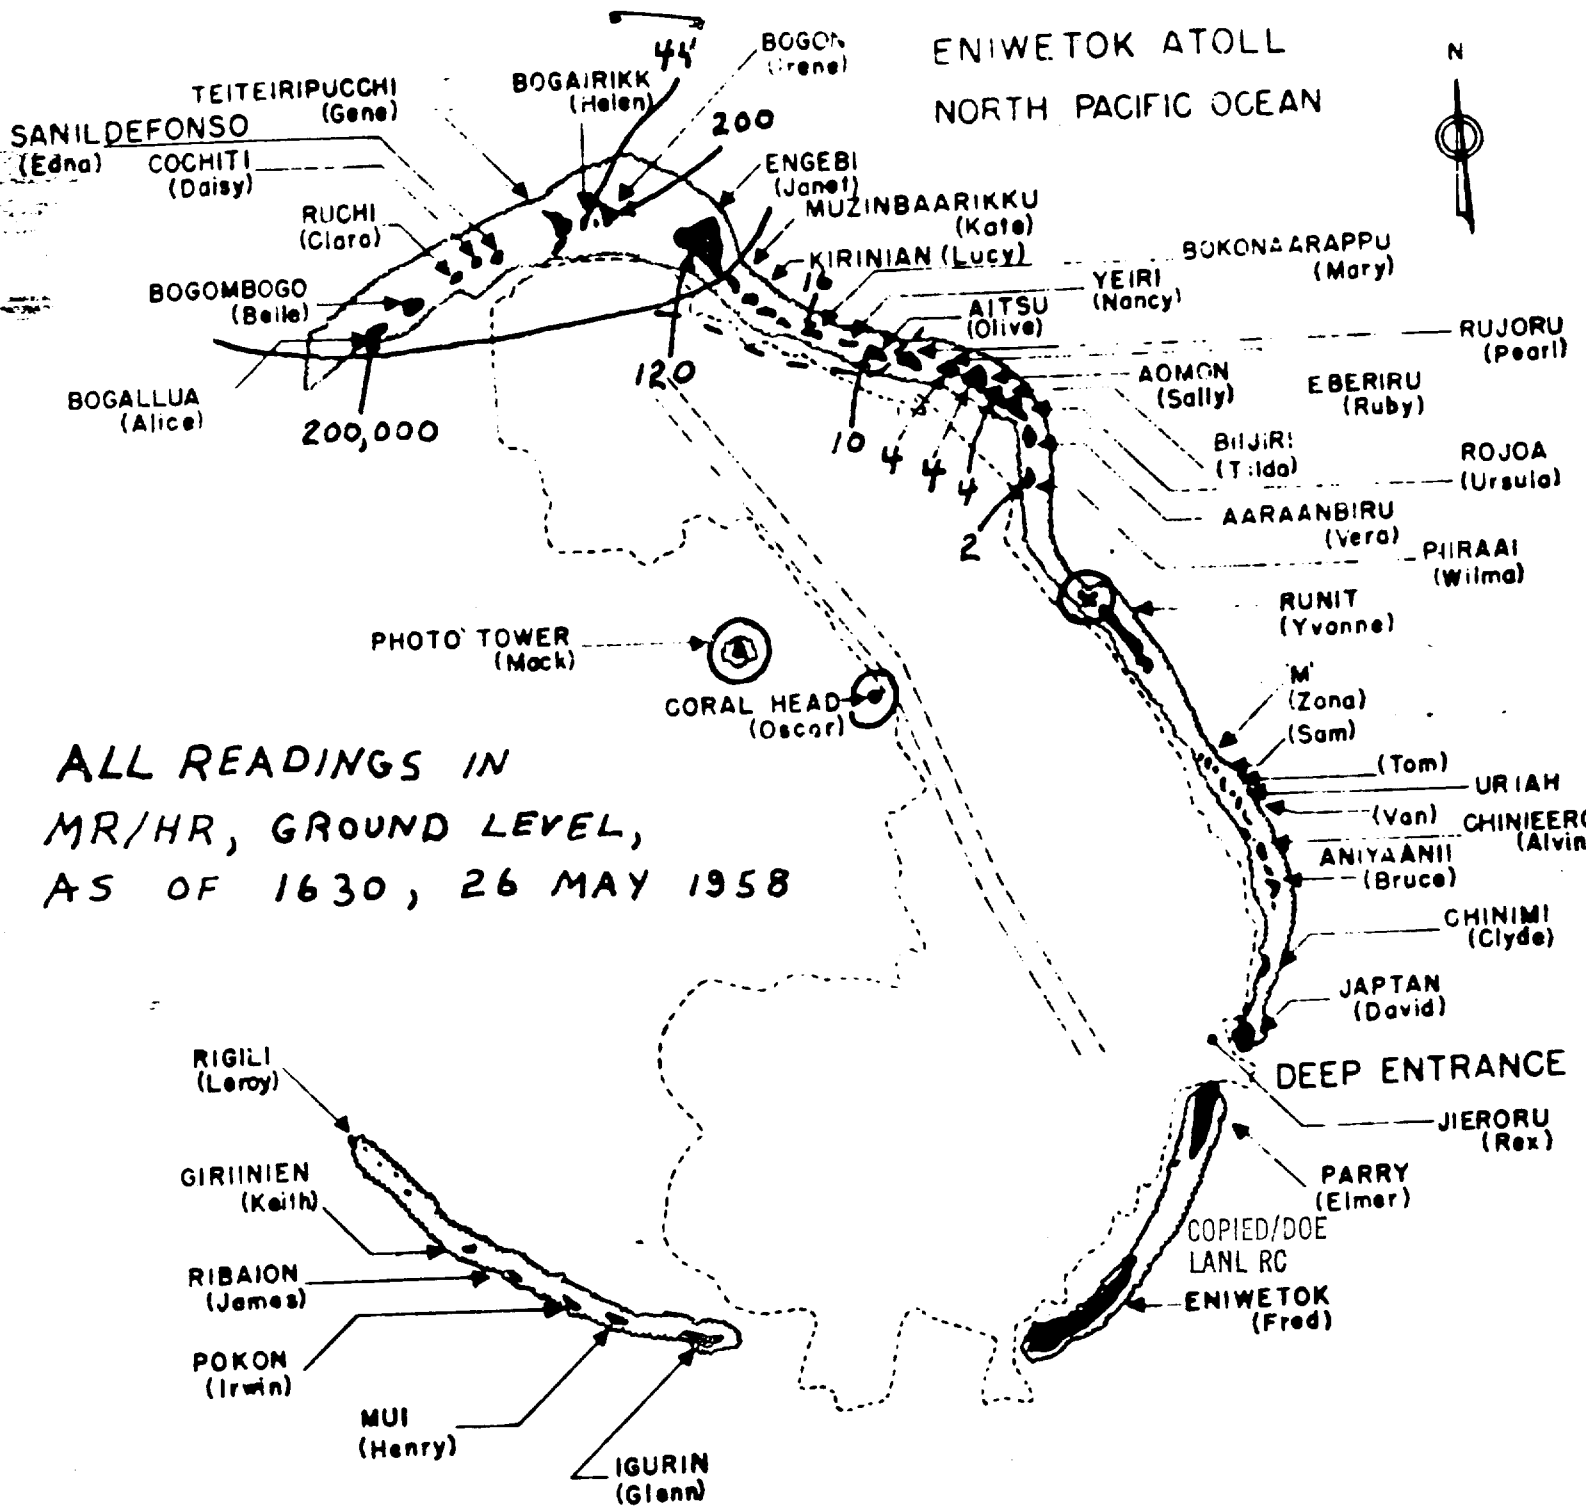 ENIWETOK ATOLL
NORTH PACIFIC OCEAN
N
44
BOGON
(Irene)
BOGAIRIKK
(Helen)
TEITEIRIPUCCHI
(Gene)
200
SANILDEFONSO
(Edna)
COCHITI
(Daisy)
ENGEBI
(Janet)
MUZINBAARIKKU
(Kate)
RUCHI
(Clara)
KIRINIAN (Lucy)
BOKONAARAPPU
(Mary)
16
YEIRI
(Nancy)
BOGOMBOGO
(Belle)
AITSU
(Olive)
RUJORU
(Pearl)
BOGALLUA
(Alice)
200,000
120
AOMON
(Sally)
EBERIRU
(Ruby)
10
4
4
4
2
BIIJIRI
(Tilda)
ROJOA
(Ursula)
AARAANBIRU
(Vera)
PIIRAAI
(Wilma)
RUNIT
(Yvonne)
PHOTO TOWER
(Mack)
CORAL HEAD
(Oscar)
'M'
(Zona)
(Sam)
(Tom)
URIAH
(Van)
CHINIEERO
(Alvin
ANIYAANII
(Bruce)
ALL READINGS IN
MR/HR, GROUND LEVEL,
AS OF 1630, 26 MAY 1958
CHINIMI
(Clyde)
JAPTAN
(David)
DEEP ENTRANCE
JIERORU
(Rex)
PARRY
(Elmer)
COPIED/DOE
LANL RC
ENIWETOK
(Fred)
RIGILI
(Leroy)
GIRIINIEN
(Keith)
RIBAION
(James)
POKON
(Irwin)
MUI
(Henry)
IGURIN
(Glenn)